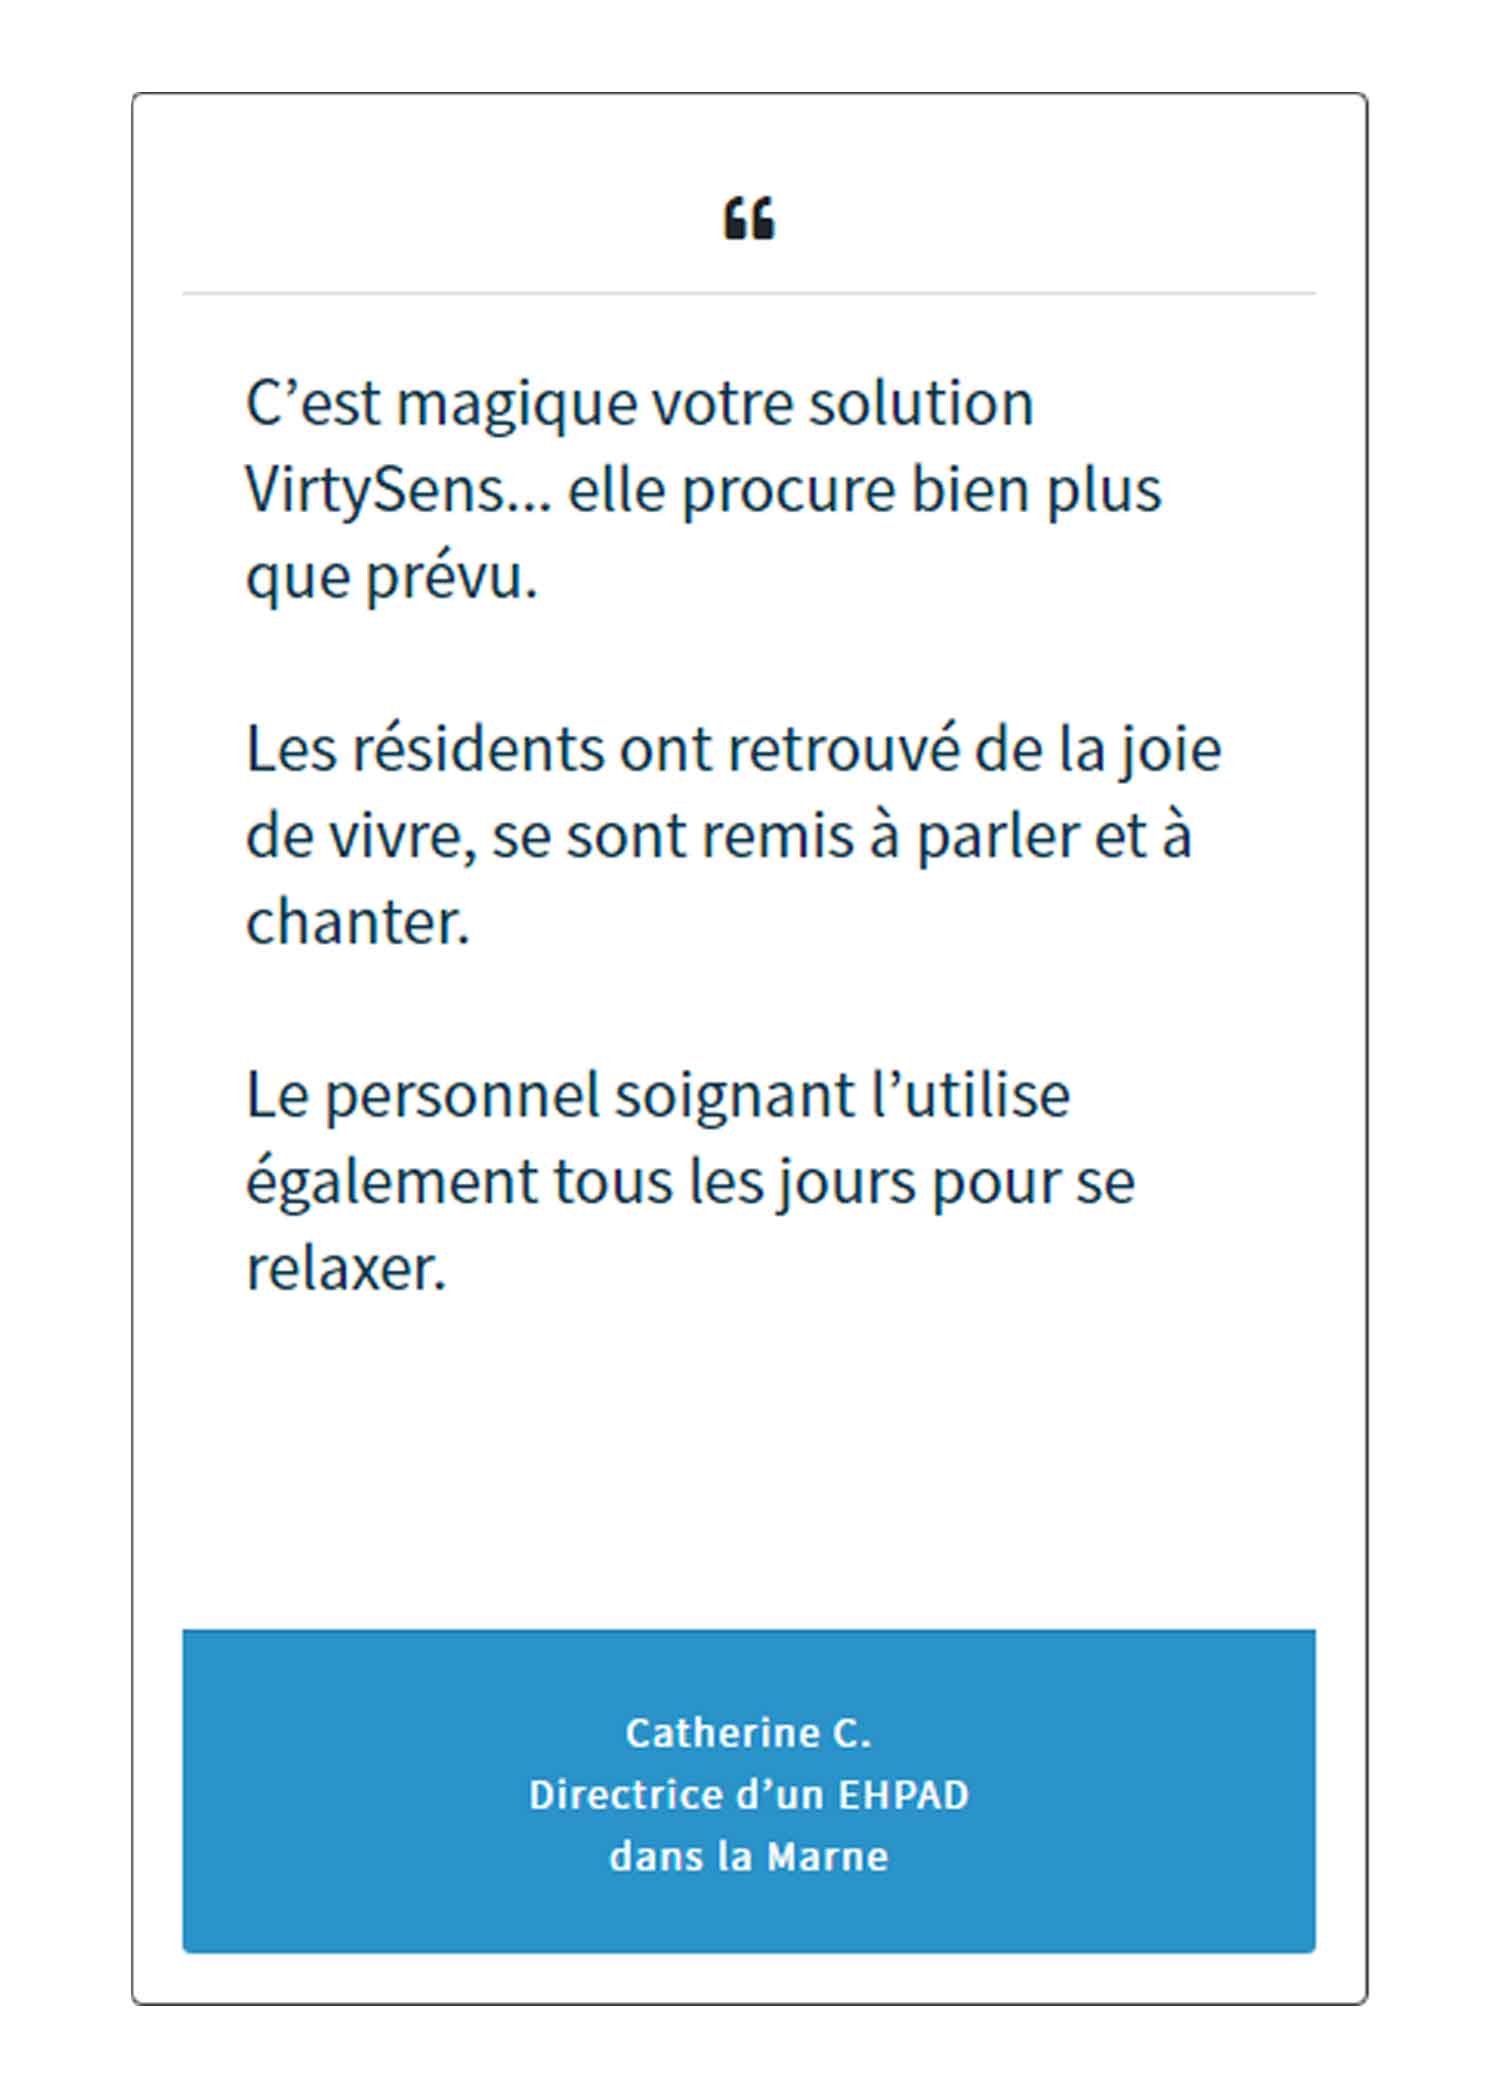 “
C’est magique votre solution
VirtySens... elle procure bien plus
que prévu.
Les résidents ont retrouvé de la joie
de vivre, se sont remis à parler et à
chanter.
Le personnel soignant l’utilise
également tous les jours pour se
relaxer.
Catherine C.
Directrice d’un EHPAD
dans la Marne